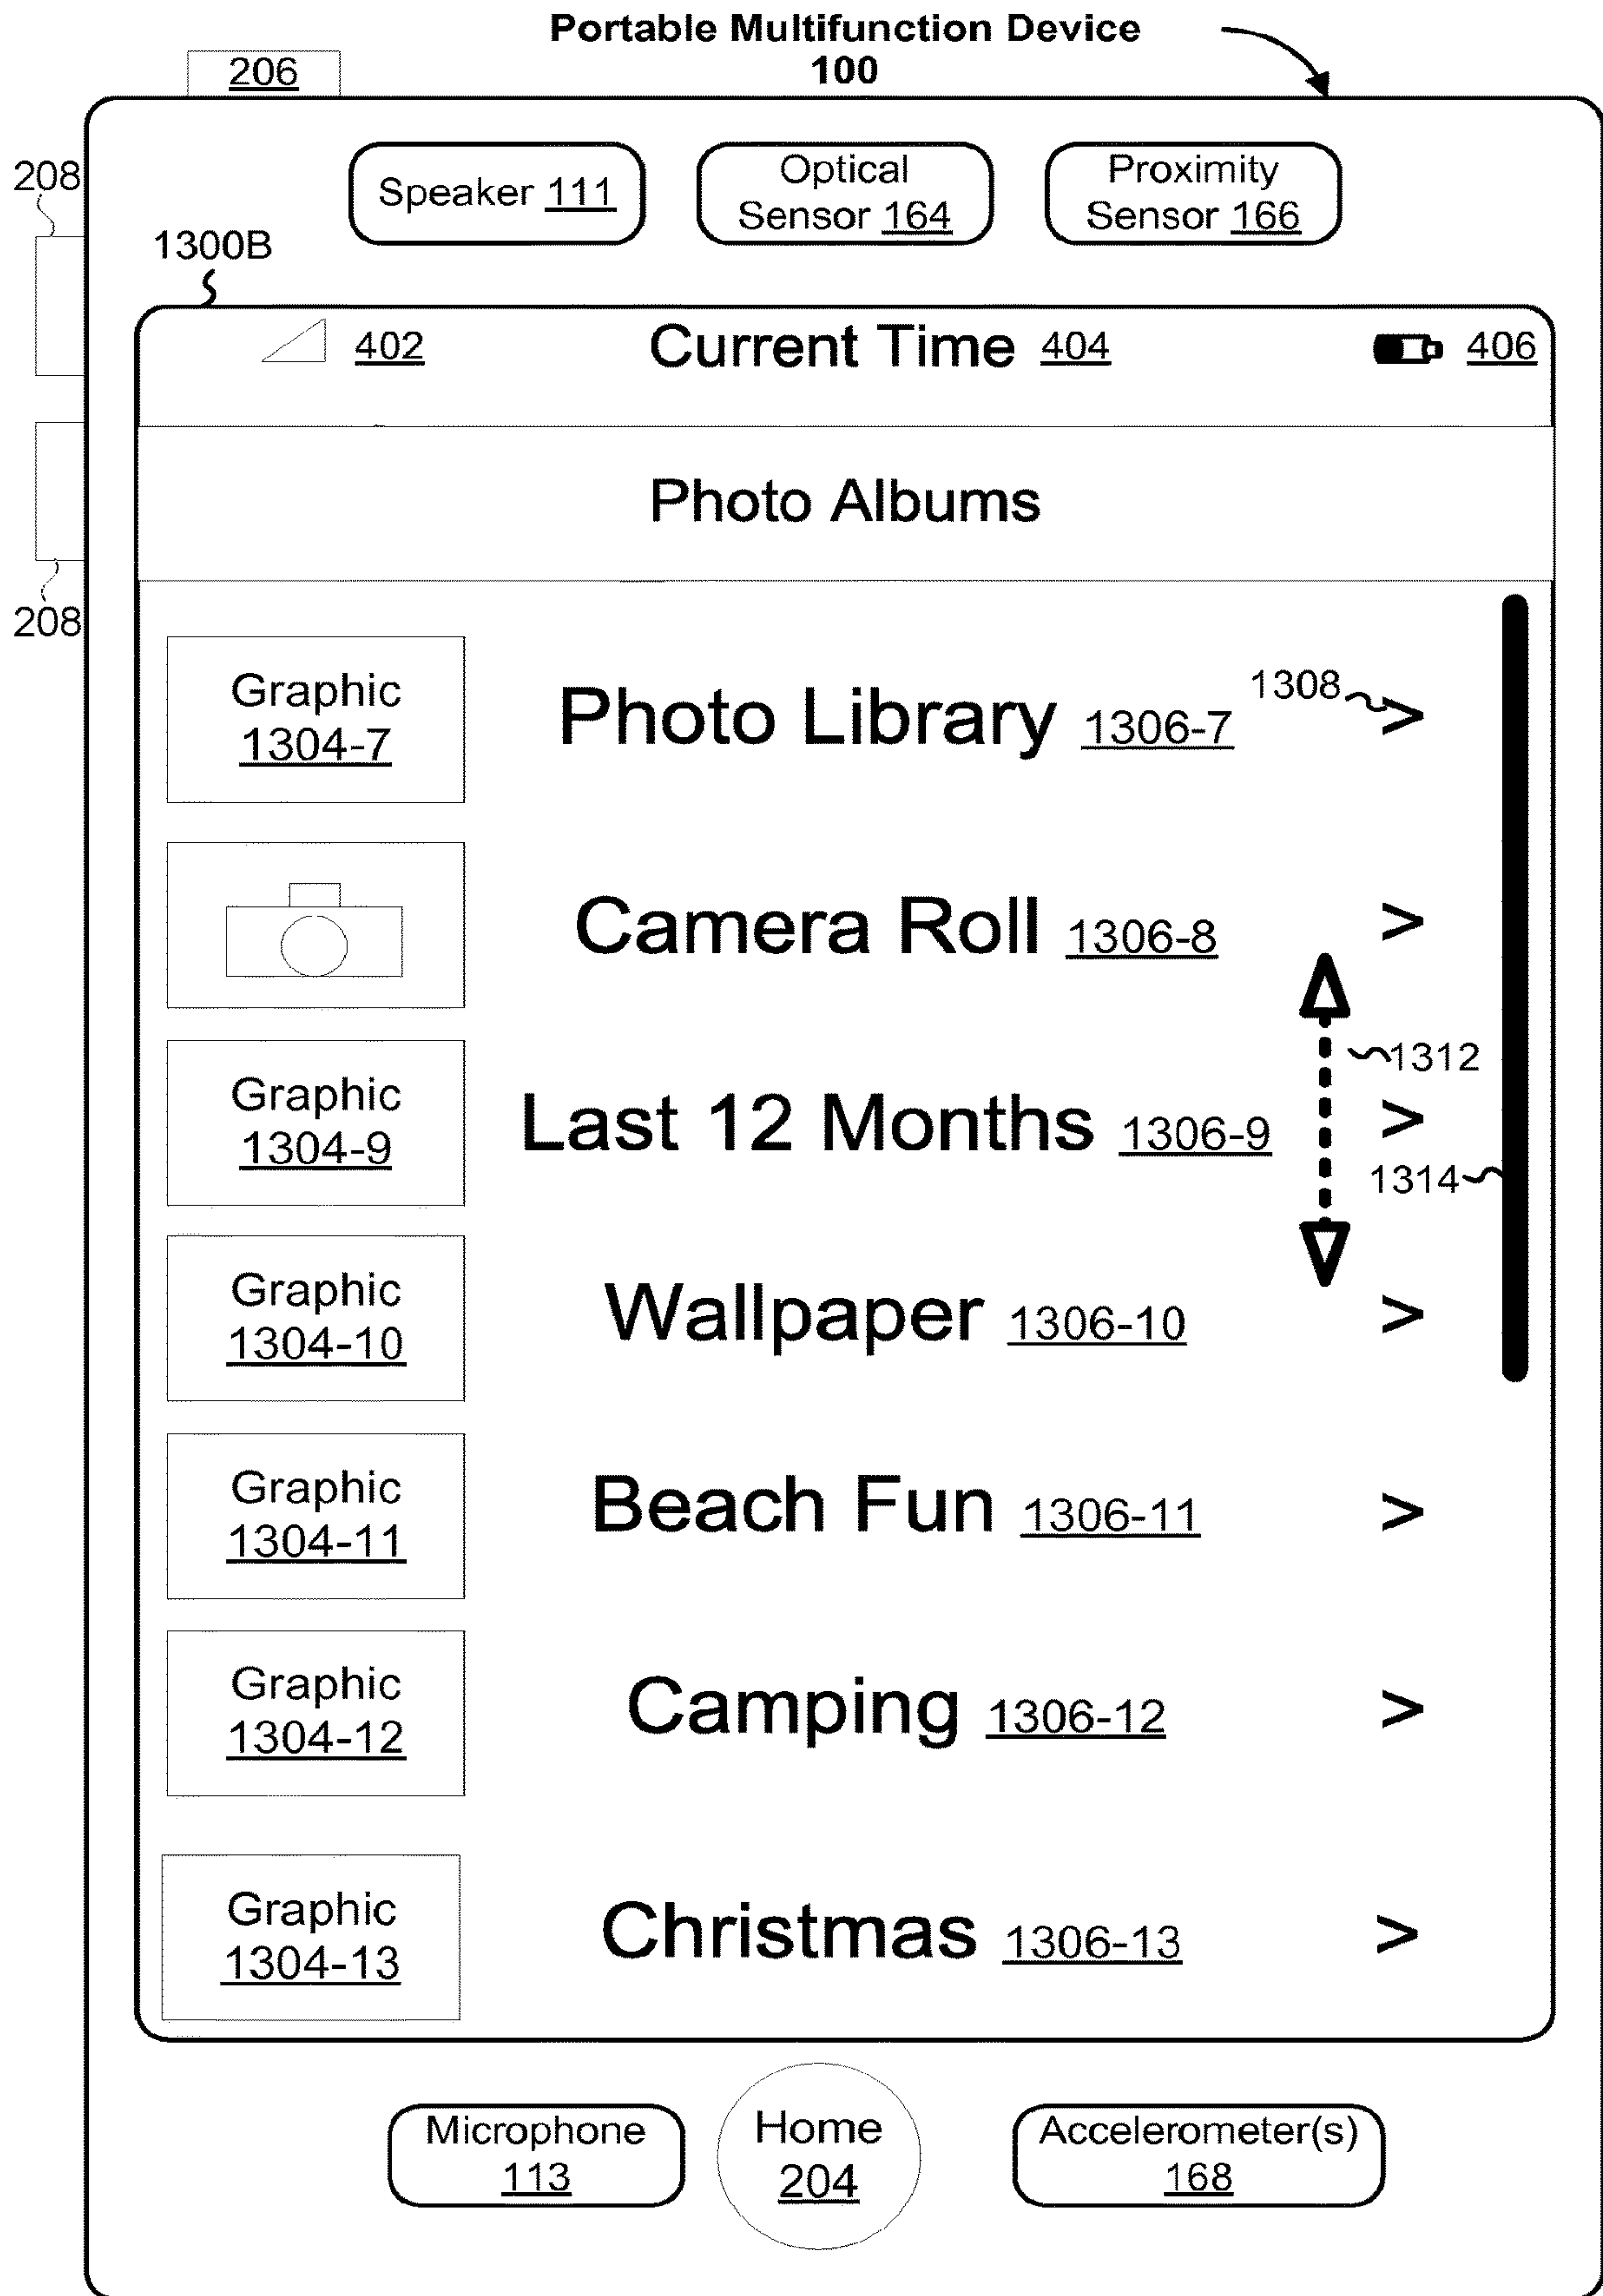 Portable Multifunction Device
100
206
208
Speaker 111
Optical
Sensor 164
Proximity
Sensor 166
1300B
402
Current Time 404
406
Photo Albums
208
Graphic
1304-7
Photo Library 1306-7
1308
>
Camera Roll 1306-8
>
1312
Graphic
1304-9
Last 12 Months 1306-9
>
1314
Graphic
1304-10
Wallpaper 1306-10
>
Graphic
1304-11
Beach Fun 1306-11
>
Graphic
1304-12
Camping 1306-12
>
Graphic
1304-13
Christmas 1306-13
>
Microphone
113
Home
204
Accelerometer(s)
168